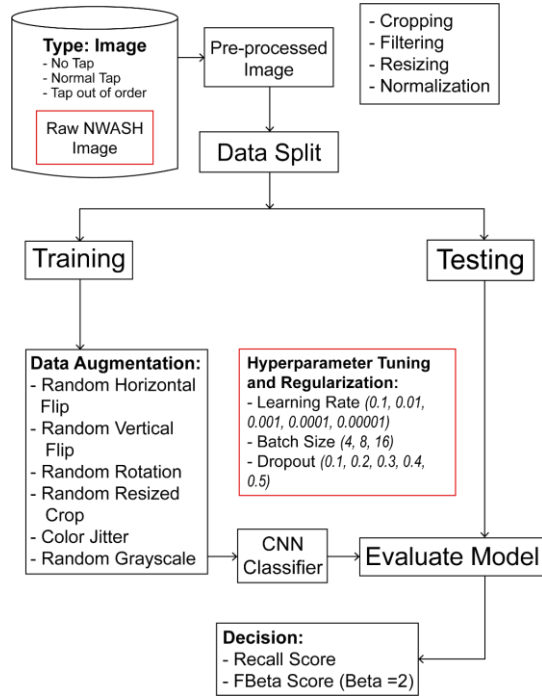 Type: Image
- No Tap
- Normal Tap
- Tap out of order
Raw NWASH
Image
Pre-processed
Image
- Cropping
- Filtering
- Resizing
- Normalization
Data Split
Training
Testing
Data Augmentation:
- Random Horizontal
Flip
- Random Vertical
Flip
- Random Rotation
- Random Resized
Crop
- Color Jitter
- Random Grayscale
Hyperparameter Tuning
and Regularization:
- Learning Rate (0.1, 0.01,
0.001, 0.0001, 0.00001)
- Batch Size (4, 8, 16)
- Dropout (0.1, 0.2, 0.3, 0.4,
0.5)
CNN
Classifier
Evaluate Model
Decision:
- Recall Score
- FBeta Score (Beta =2)